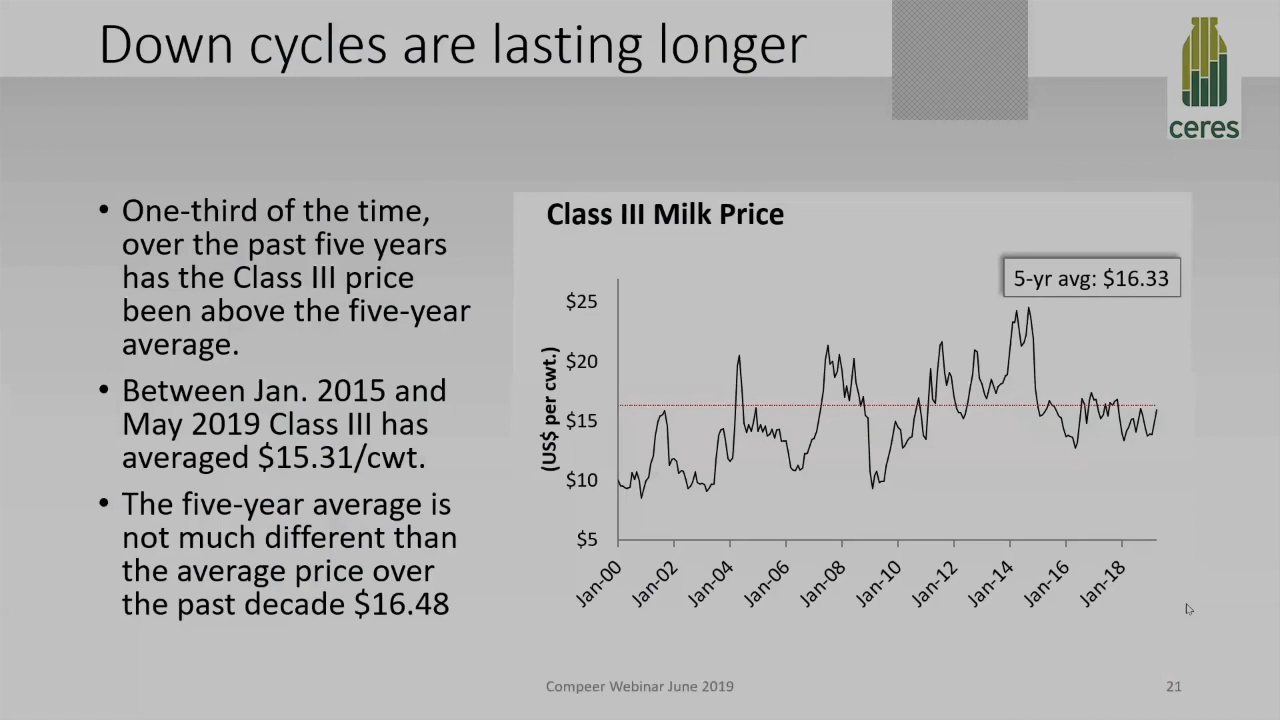 Down cycles are lasting longer
ceres
• One-third of the time,
over the past five years
has the Class III price
been above the five-year
average.
• Between Jan. 2015 and
May 2019 Class III has
averaged $15.31/cwt.
• The five-year average is
not much different than
the average price over
the past decade $16.48
Class III Milk Price
5-yr avg: $16.33
(US$ per cwt.)
$25
$20
$15
$10
$5
Jan-00
Jan-02
Jan-04
Jan-06
Jan-08
Jan-10
Jan-12
Jan-14
Jan-16
Jan-18
Compeer Webinar June 2019
21